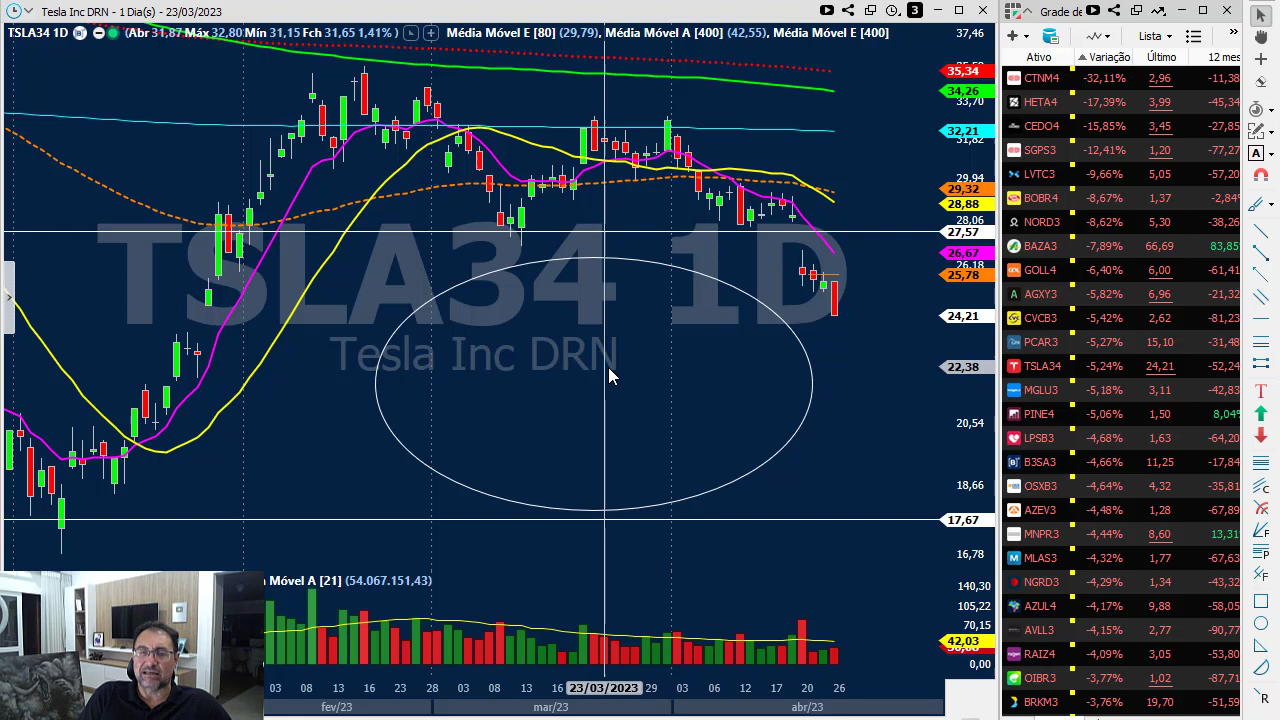 Tesla Inc DRN - 1 Dia(s) - 23/03/2023
3
TSLA34 1D (Abr 31,87 Máx 32,80 Mín 31,15 Fch 31,65 1,41%) Média Móvel E [80] (29,79), Média Móvel A [400] (42,55), Média Móvel E [400]
37,46
35,34
34,26
33,70
32,21
31,82
29,94
29,32
28,88
28,06
27,57
26,67
26,18
25,78
24,21
22,38
20,54
18,66
17,67
16,78
TSLA34 1D
Tesla Inc DRN
Móvel A [21] (54.067.151,43)
140,30
105,22
70,15
42,03
0,00
03 08 13 16 23 28 03 08 13 16 23/03/2023 29 03 06 12 17 20 26
fev/23 mar/23 abr/23
Grade de
Lista
Ativo Variação Último 12 mes
CTNM4 -32,11% 2,96 -11,38
HETA4 -17,39% 3,99 -45,34
CEDO4 -15,85% 3,45 -27,85
SGPS3 -12,41% 1,20 -77,27
LVTC3 -9,66% 5,05 -57,20
BOBR4 -8,67% 1,37 -2,84%
NORD3 -8,62% 5,30 -28,26
BAZA3 -7,89% 66,69 83,85
GOLL4 -6,40% 6,00 -61,41
AGXY3 -5,82% 6,96 -21,32
CVCB3 -5,42% 2,62 -81,23
PCAR3 -5,27% 15,10 -31,48
TSLA34 -5,18% 24,21 -52,24
MGLU3 -5,18% 3,11 -42,83
PINE4 -5,06% 1,50 8,04%
LPSB3 -4,68% 1,63 -64,20
B3SA3 -4,66% 11,25 -17,84
OSXB3 -4,64% 4,32 -35,81
AZEV3 -4,48% 1,28 -67,89
MNPR3 -4,44% 8,60 13,31
MLAS3 -4,32% 1,77 -67,63
NGRD3 -4,29% 1,34 -43,32
AZUL4 -4,17% 9,88 -58,05
AVLL3 -4,15% 2,77 -90,77
RAIZ4 -4,09% 3,05 -53,80
OIBR3 -3,77% 1,02 -87,71
BRKM3 -3,76% 19,70 -51,59